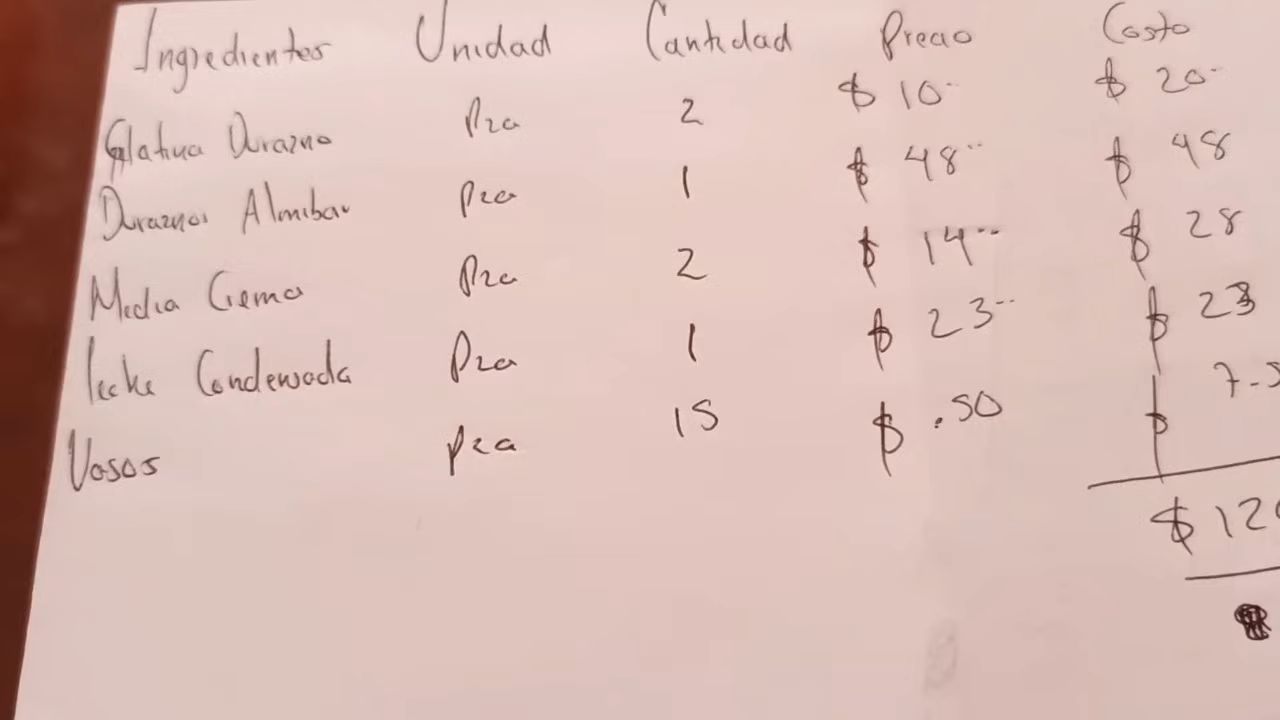 Ingredientes Unidad Cantidad Precio Costo
Gelatina Durazno Pza 2 $ 10.- $ 20.-
Duraznos Almibar Pza 1 $ 48.- $ 48
Media Crema Pza 2 $ 14.- $ 28
Leche Condensada Pza 1 $ 23.- $ 23
Vasos Pza 15 $ .50 $ 7.5
$ 126